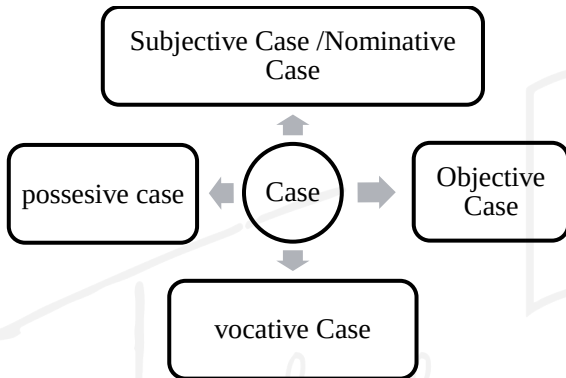 Subjective Case /Nominative
Case
possesive case
Case
Objective
Case
vocative Case